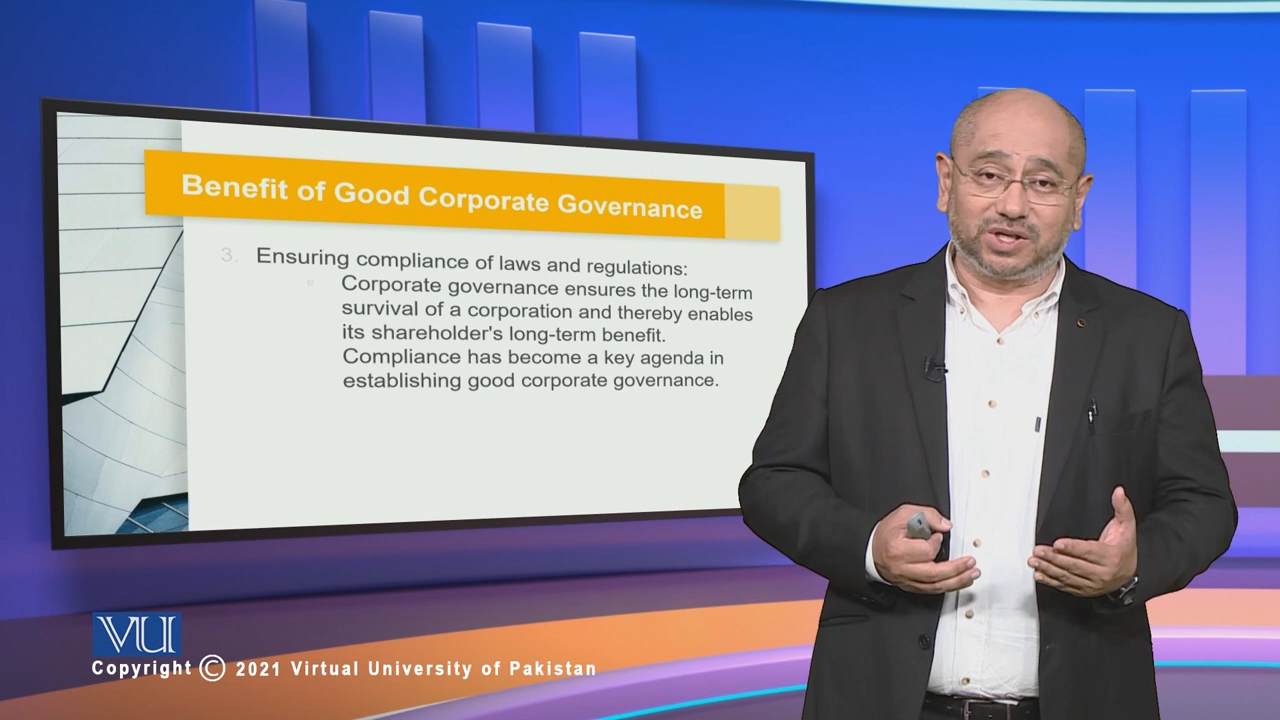 Benefit of Good Corporate Governance
3. Ensuring compliance of laws and regulations:
Corporate governance ensures the long-term
survival of a corporation and thereby enables
its shareholder's long-term benefit.
Compliance has become a key agenda in
establishing good corporate governance.
VU
Copyright © 2021 Virtual University of Pakistan